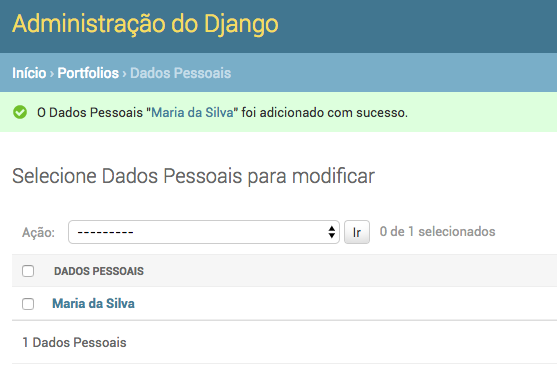 Administração do Django
Início › Portfolios › Dados Pessoais
O Dados Pessoais "Maria da Silva" foi adicionado com sucesso.
Selecione Dados Pessoais para modificar
Ação: --------- Ir 0 de 1 selecionados
DADOS PESSOAIS
Maria da Silva
1 Dados Pessoais